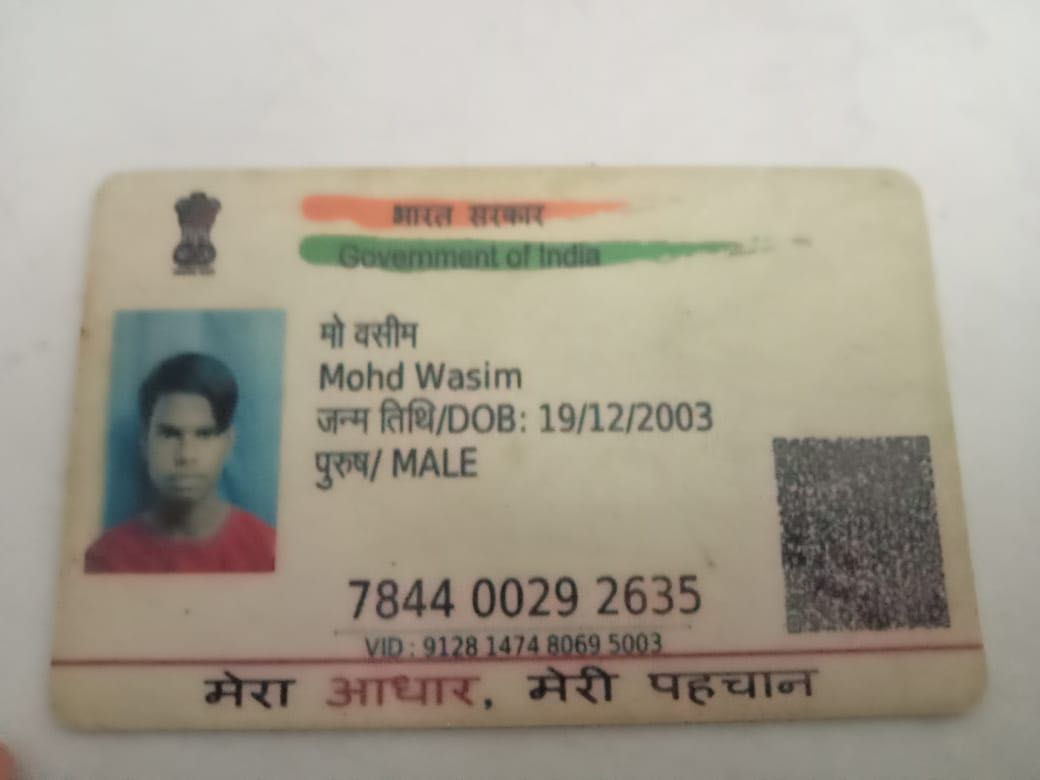 भारत सरकार
Government of India
मो वसीम
Mohd Wasim
जन्म तिथि/DOB: 19/12/2003
पुरुष/ MALE
7844 0029 2635
VID : 9128 1474 8069 5003
मेरा आधार, मेरी पहचान